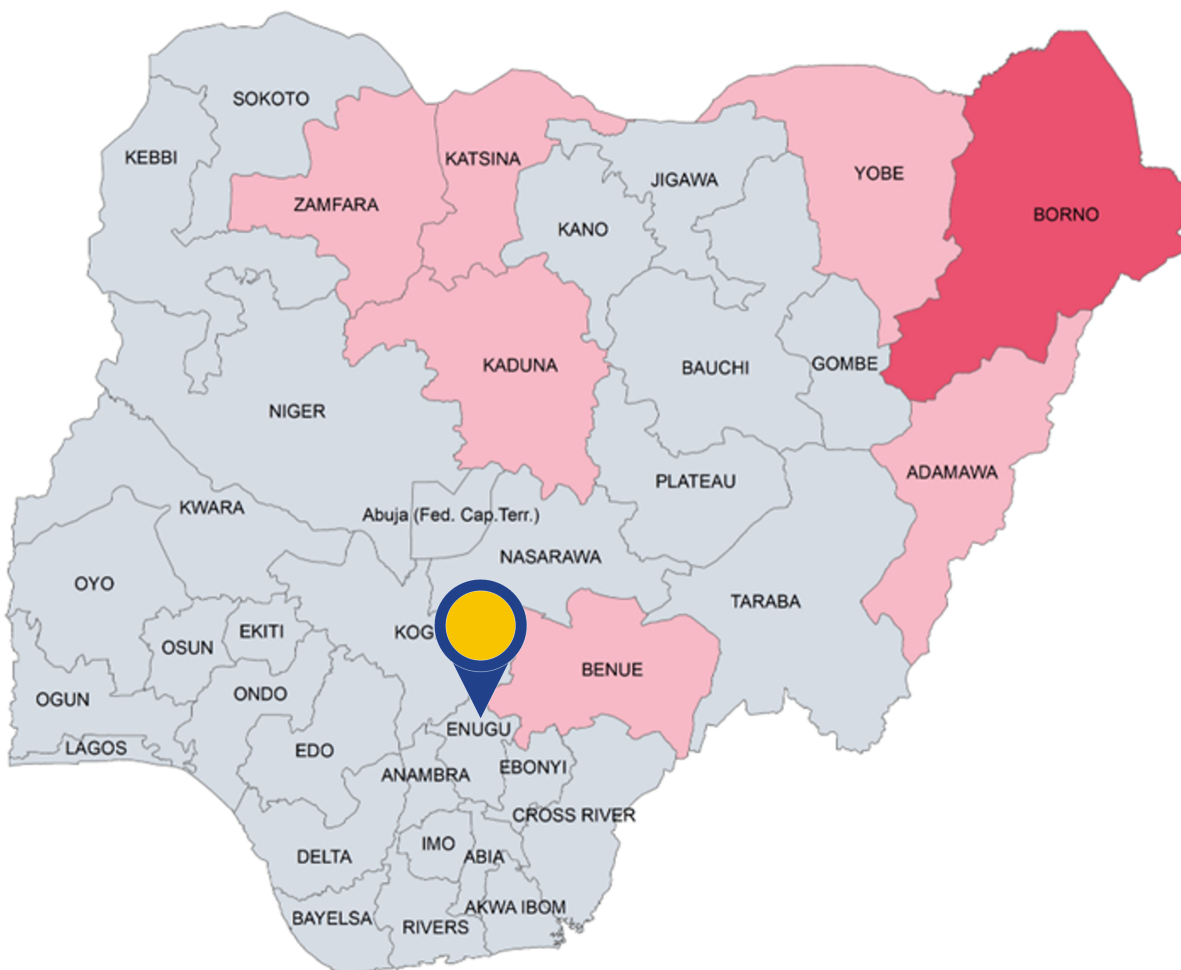 SOKOTO
KEBBI
KATSINA
ZAMFARA
JIGAWA
KANO
YOBE
BORNO
KADUNA
BAUCHI
GOMBE
NIGER
ADAMAWA
PLATEAU
KWARA
Abuja (Fed. Cap.Terr.)
NASARAWA
OYO
TARABA
EKITI
KOG
OSUN
BENUE
OGUN
ONDO
ENUGU
LAGOS
EDO
EBONYI
ANAMBRA
CROSS RIVER
IMO
ABIA
DELTA
AKWA IBOM
BAYELSA
RIVERS